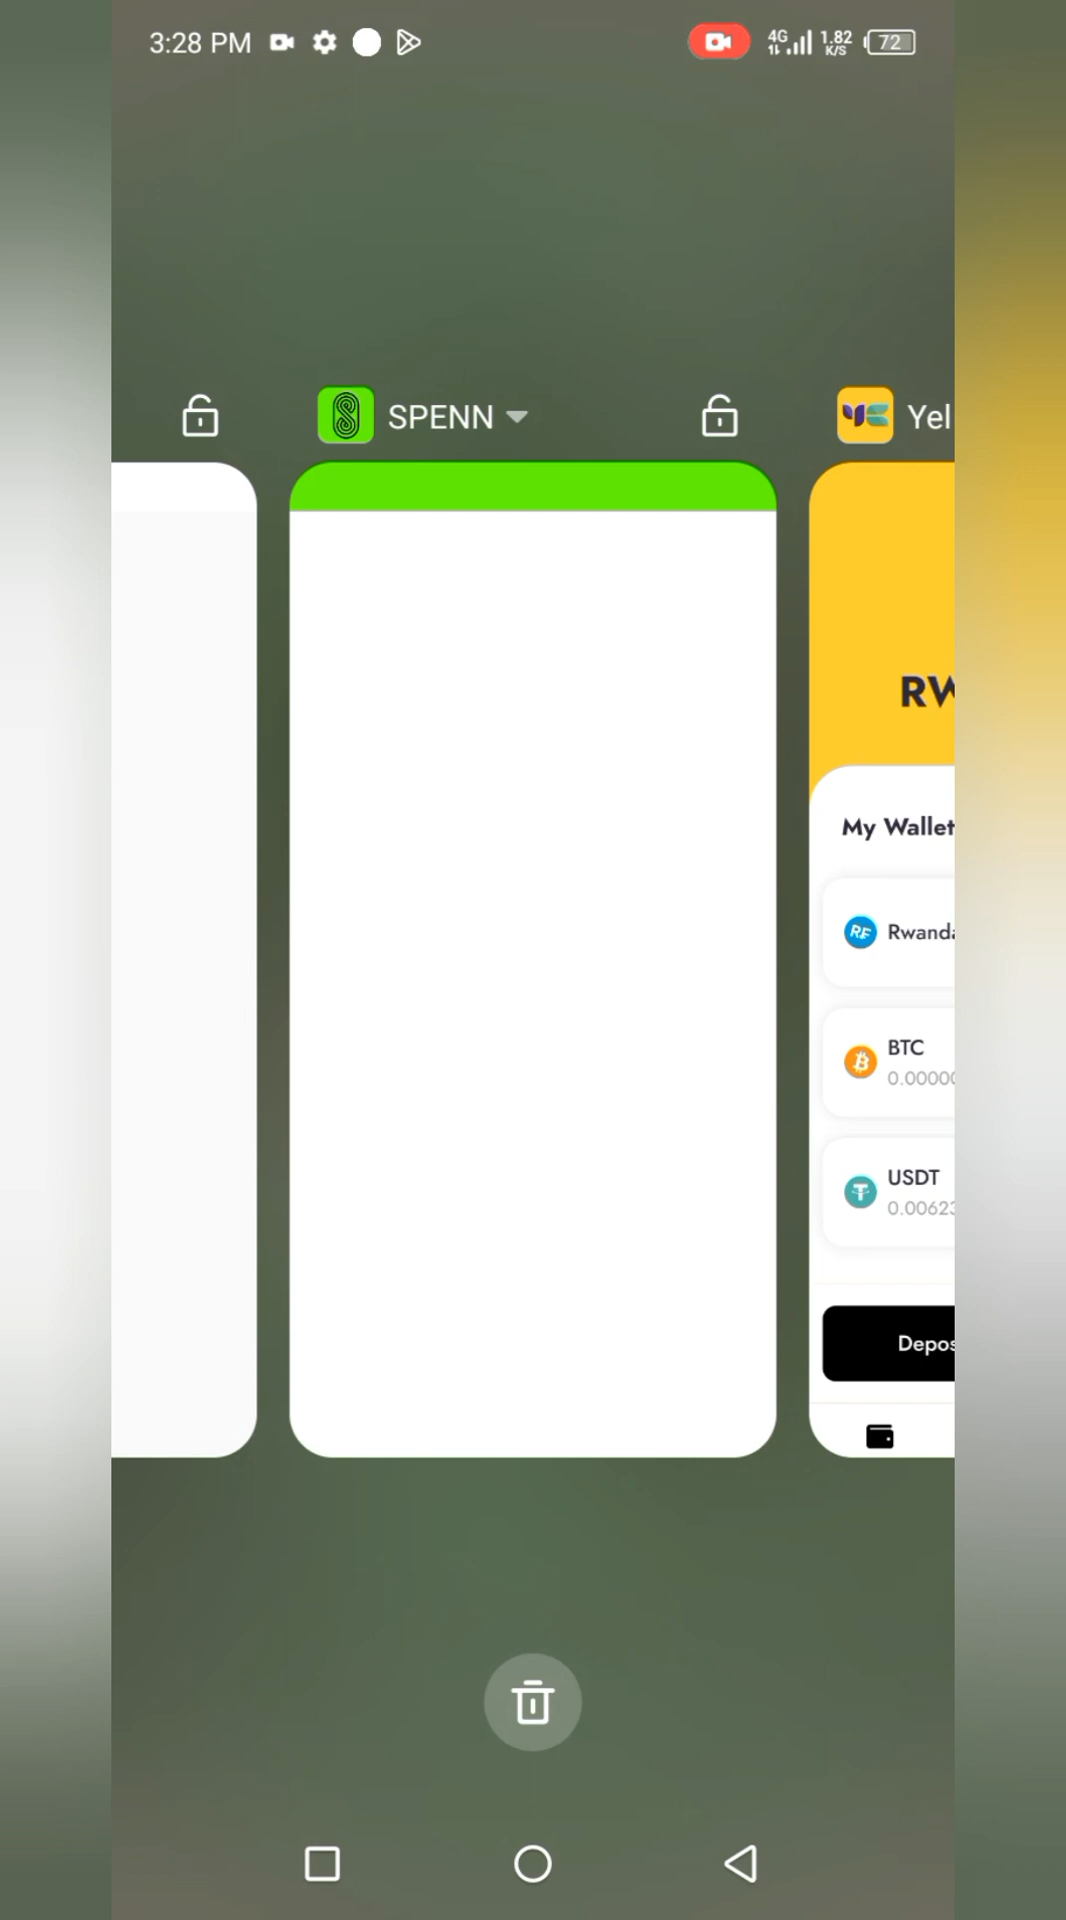 3:28 PM
4G
1.82
K/S
72
SPENN
Yel
RW
My Wallet
RF
Rwanda
BTC
0.00000
USDT
0.00623
Depos